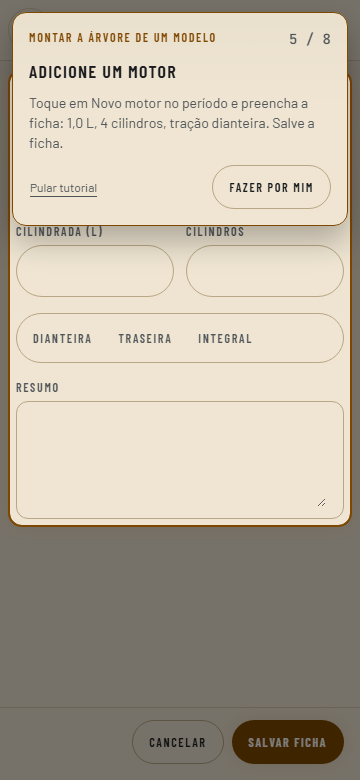 MONTAR A ÁRVORE DE UM MODELO
5 / 8
ADICIONE UM MOTOR
Toque em Novo motor no período e preencha a
ficha: 1,0 L, 4 cilindros, tração dianteira. Salve a
ficha.
Pular tutorial
FAZER POR MIM
CILINDRADA (L)
CILINDROS
DIANTEIRA
TRASEIRA
INTEGRAL
RESUMO
CANCELAR
SALVAR FICHA